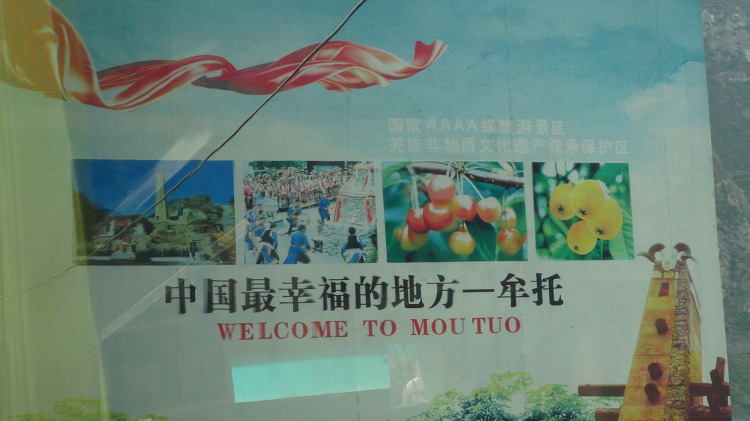 国家AAAA级旅游景区
羌族非物质文化遗产传承保护区
中国最幸福的地方—牟托
WELCOME TO MOU TUO